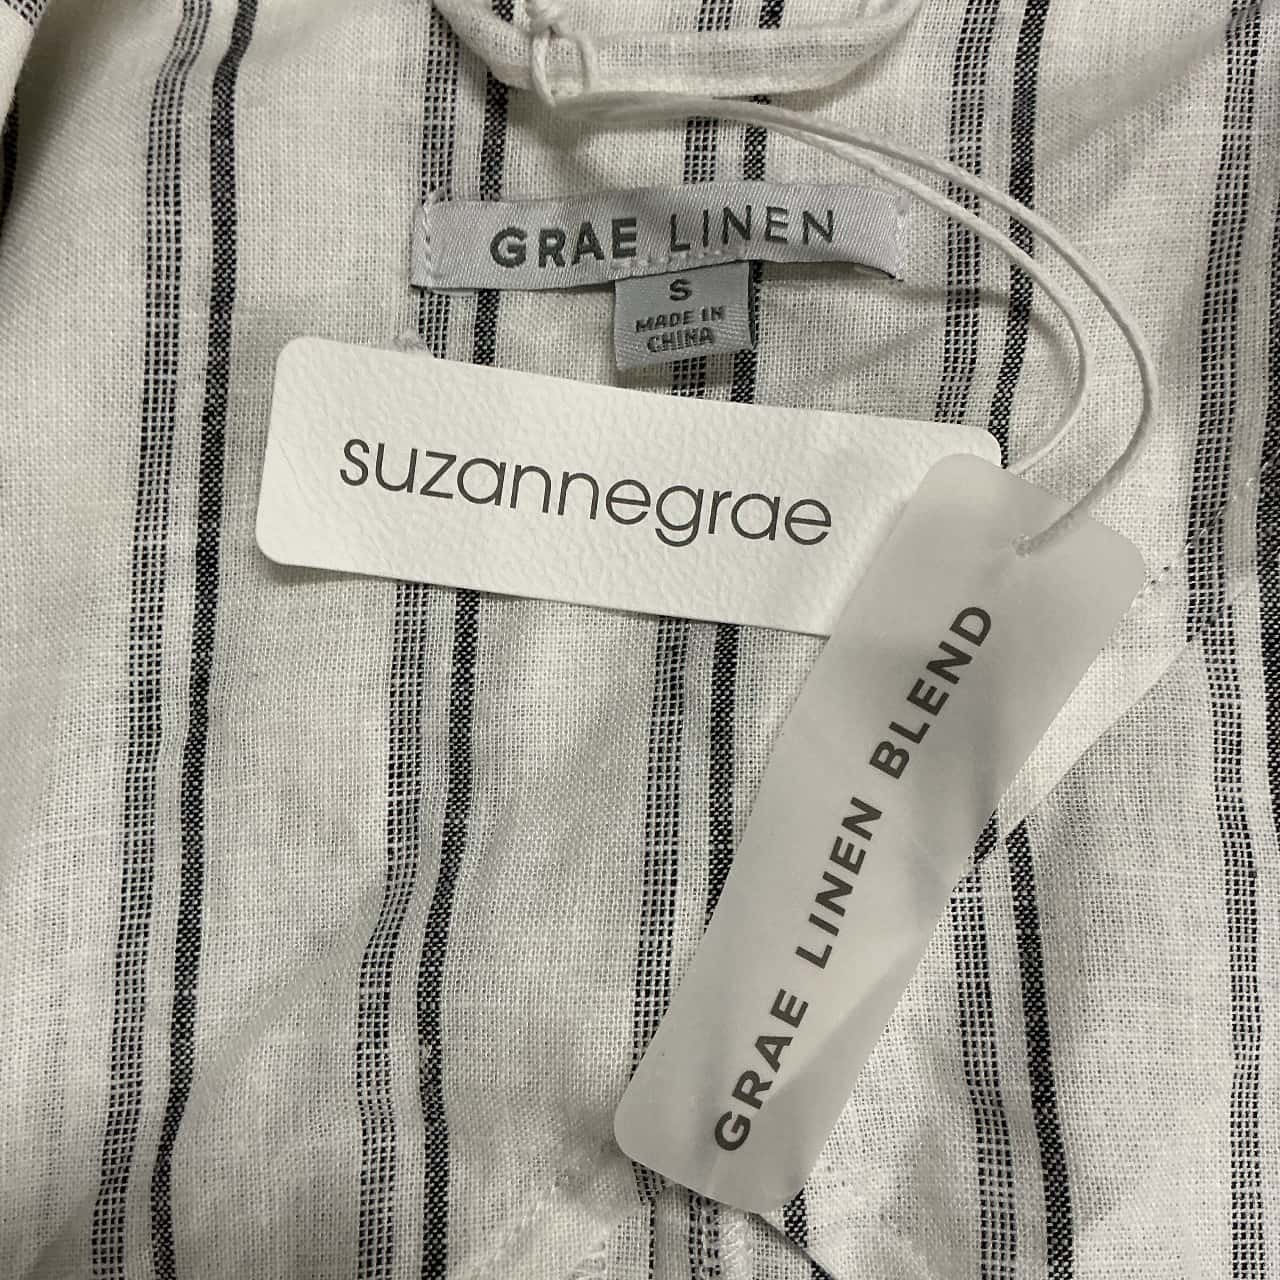 GRAE LINEN
S
MADE IN
CHINA
suzannegrae
GRAE LINEN BLEND